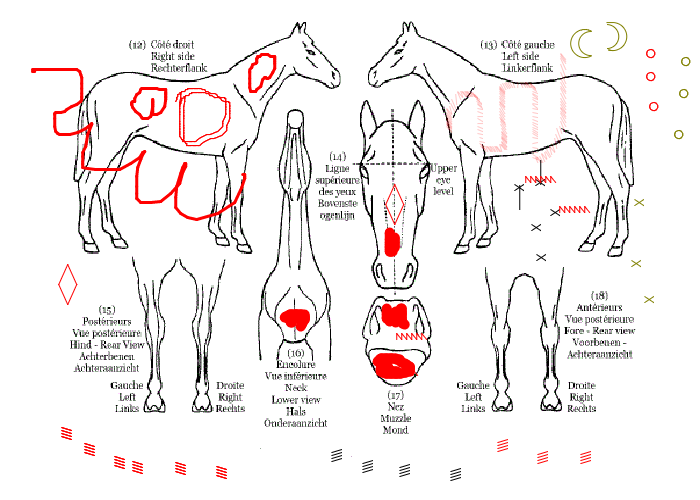 (12) Côté droit
Right side
Rechterflank
(13) Côté gauche
Left side
Linkerflank
(14)
Ligne
supérieure
des yeux
Bovenste
ogenlijn
Upper
eye
level
(15)
Postérieurs
Vue postérieure
Hind - Rear View
Achterbenen
Achteraanzicht
Gauche
Left
Links
Droite
Right
Rechts
(16)
Encolure
Vue inférieure
Neck
Lower view
Hals
Onderaanzicht
(17)
Nez
Muzzle
Mond
(18)
Antérieurs
Vue postérieure
Fore - Rear view
Voorbenen -
Achteraanzicht
Gauche
Left
Links
Droite
Right
Rechts